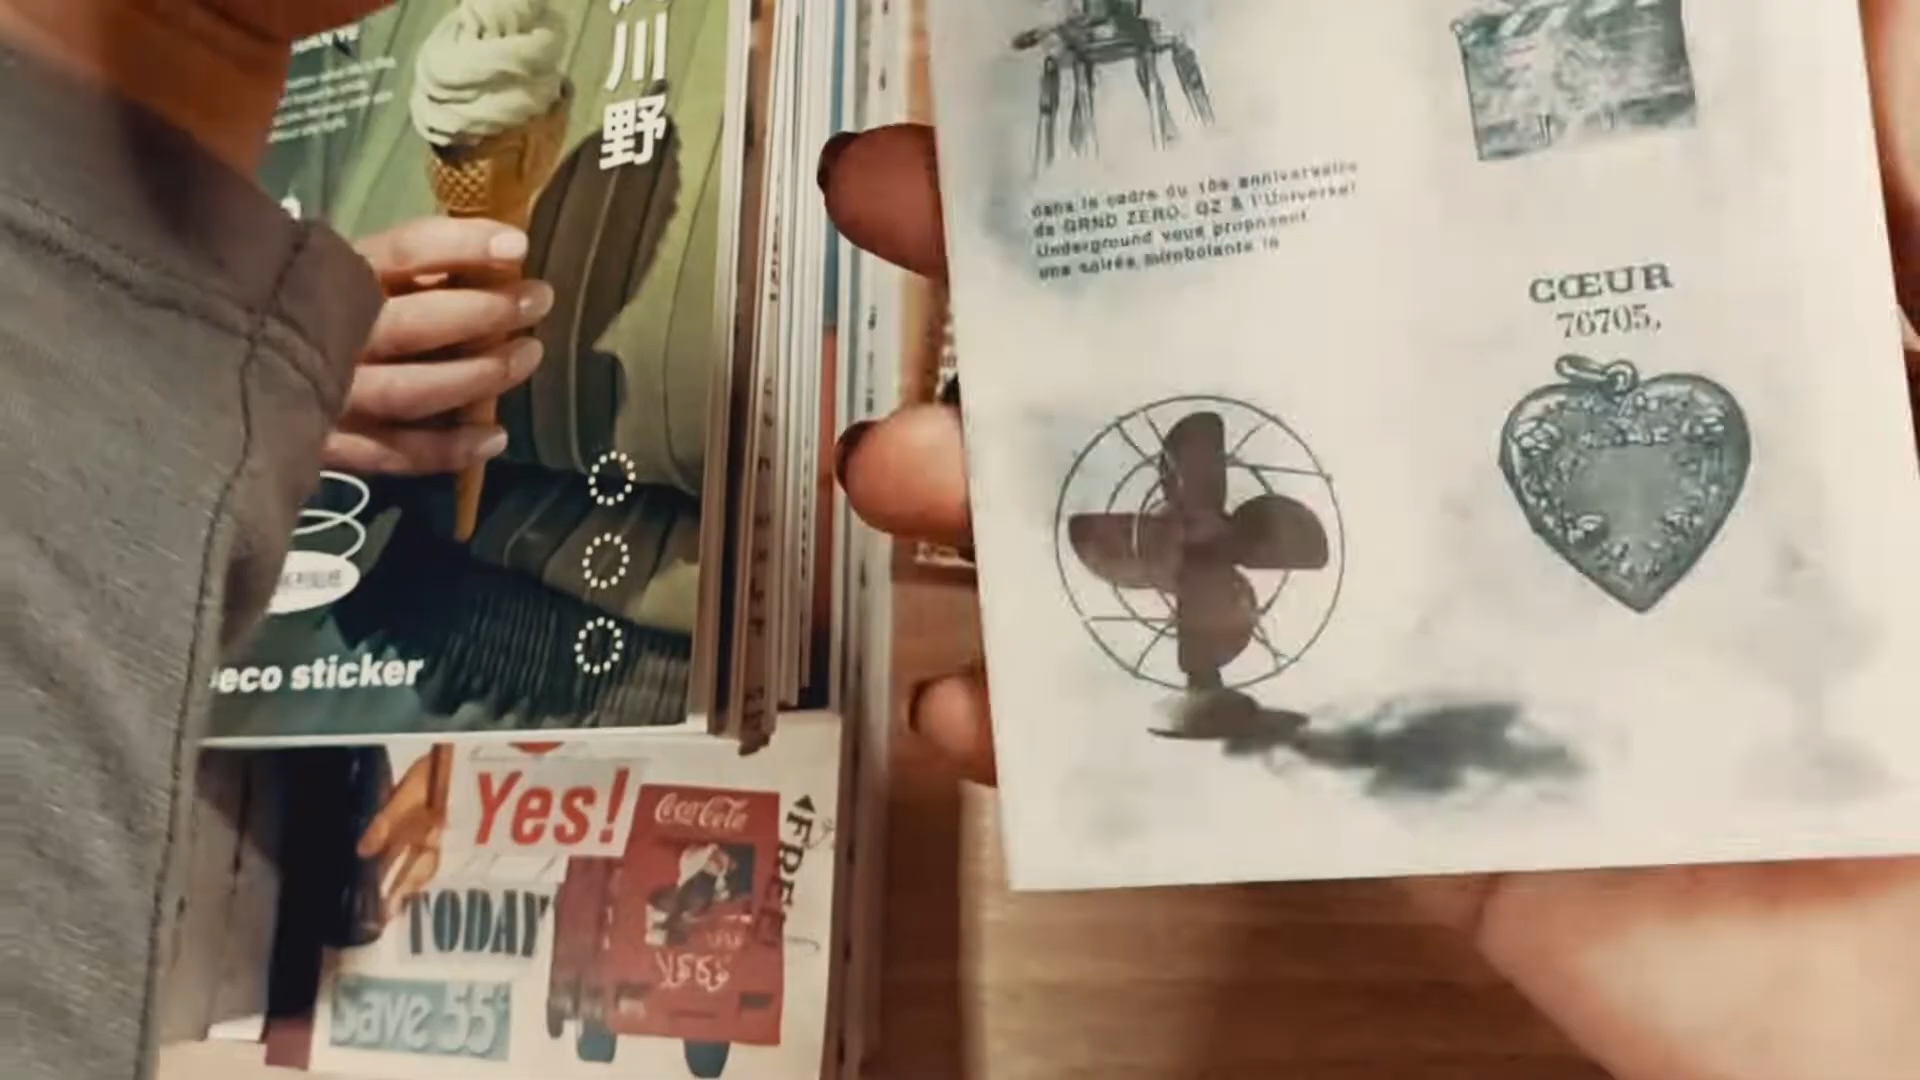 川
野
eco sticker
Yes!
Coca-Cola
TODAY
Save 55¢
FREE
dans le cadre du 10e anniversaire
de GRND ZERO, GZ & l'Universal
Underground vous proposent
une soirée mirobolante le
CŒUR
76705,